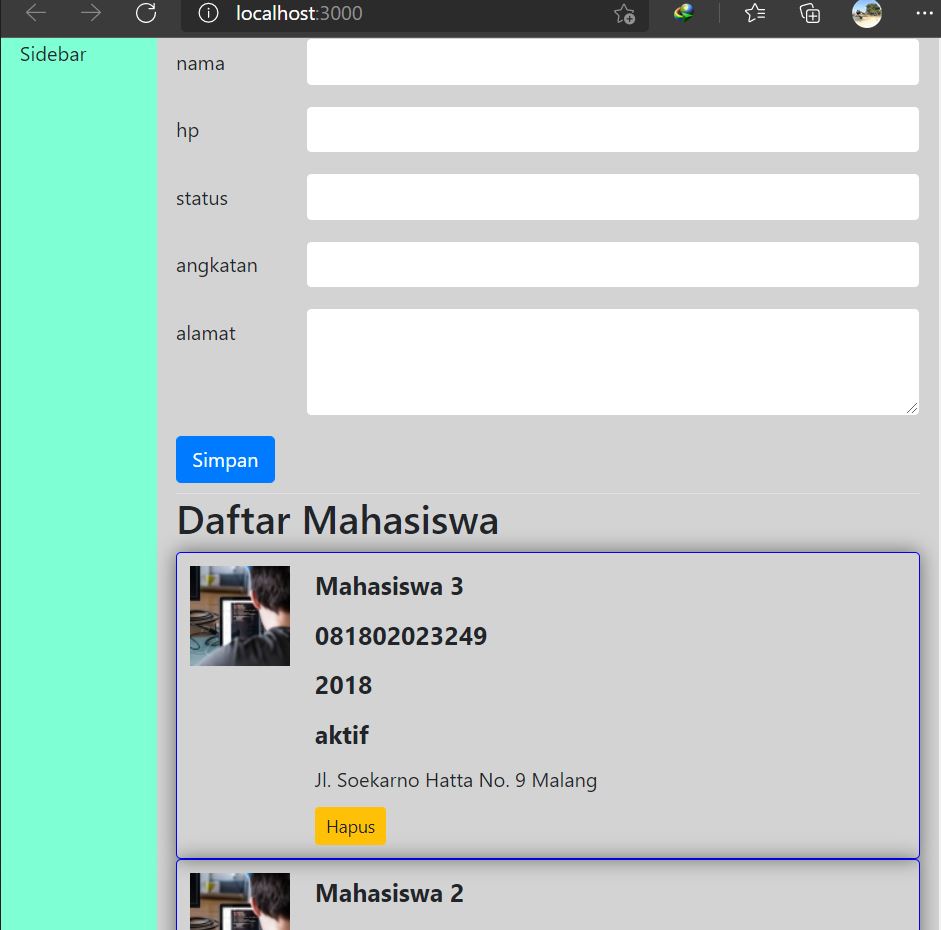 localhost:3000
Sidebar
nama
hp
status
angkatan
alamat
Simpan
Daftar Mahasiswa
Mahasiswa 3
081802023249
2018
aktif
Jl. Soekarno Hatta No. 9 Malang
Hapus
Mahasiswa 2